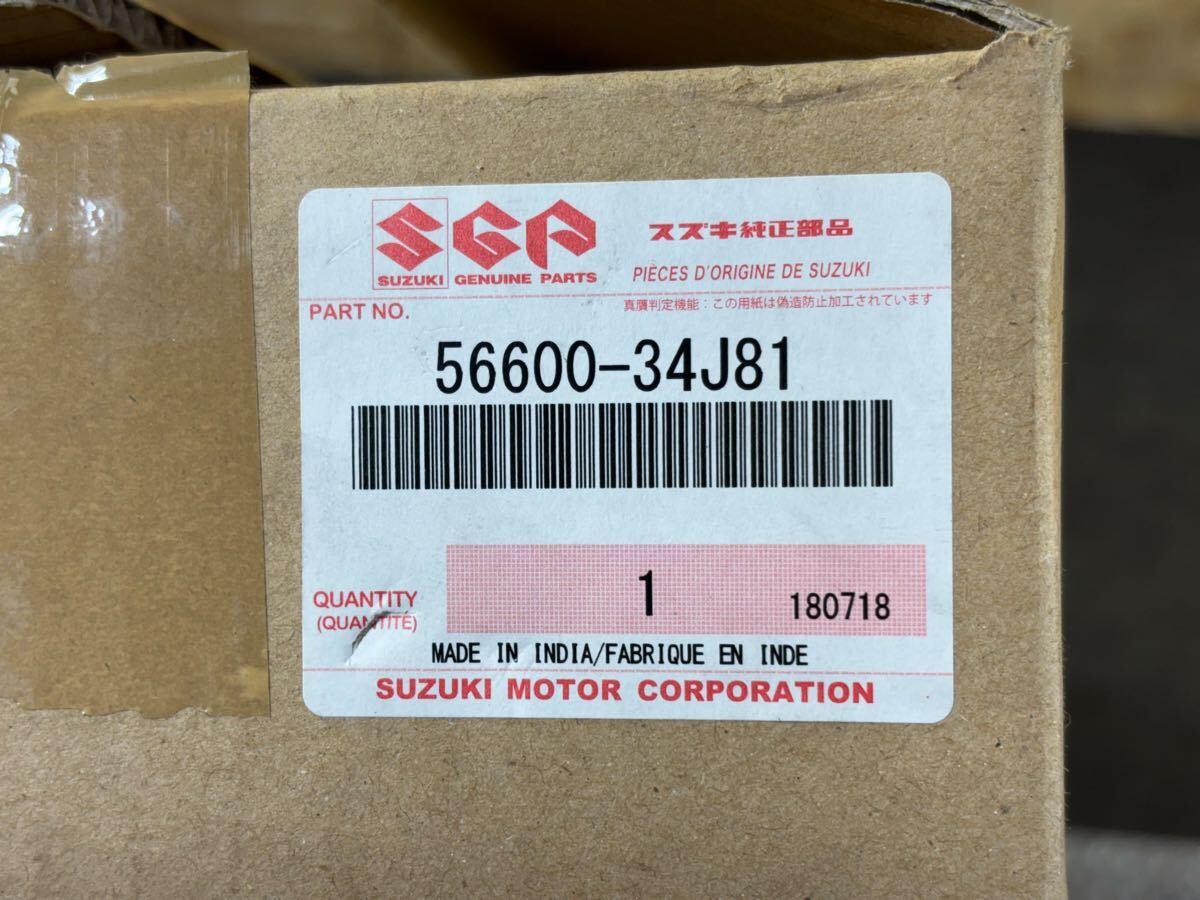 SUZUKI
SGP
GENUINE PARTS
スズキ純正部品
PIÈCES D'ORIGINE DE SUZUKI
真贋判定機能：この用紙は偽造防止加工されています
PART NO.
56600-34J81
QUANTITY
(QUANTITÉ)
1
180718
MADE IN INDIA/FABRIQUE EN INDE
SUZUKI MOTOR CORPORATION